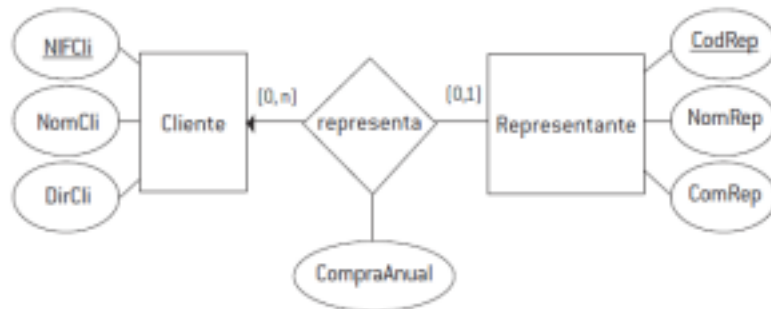 NIFCli
NomCli
DirCli
Cliente
(0,n)
representa
CompraAnual
(0,1)
Representante
CodRep
NomRep
ComRep